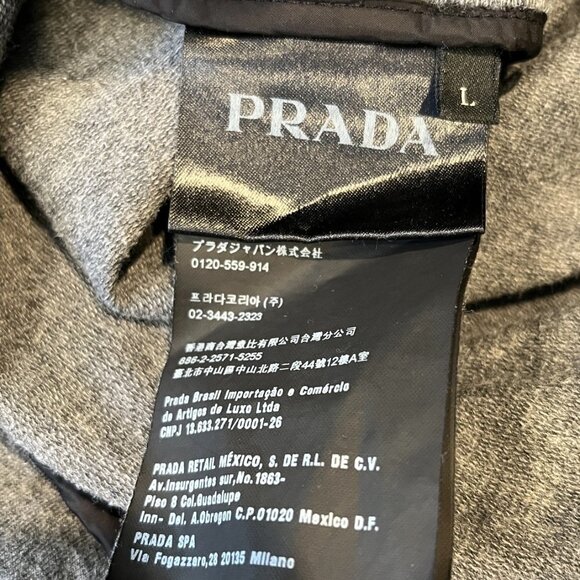 PRADA
L
プラダジャパン株式会社
0120-559-914
프라다코리아 (주)
02-3443-2323
香港商台灣普比有限公司台灣分公司
886-2-2571-5255
臺北市中山區中山北路二段44號12樓A室
Prada Brasil Importação e Comércio
de Artigos de Luxo Ltda
CNPJ 13.633.271/0001-26
PRADA RETAIL MÉXICO, S. DE R.L. DE C.V.
Av.Insurgentes sur,No. 1863-
Piso 8 Col.Guadalupe
Inn- Del. A.Obregon C.P.01020 Mexico D.F.
PRADA SPA
Via Fogazzaro,28 20135 Milano